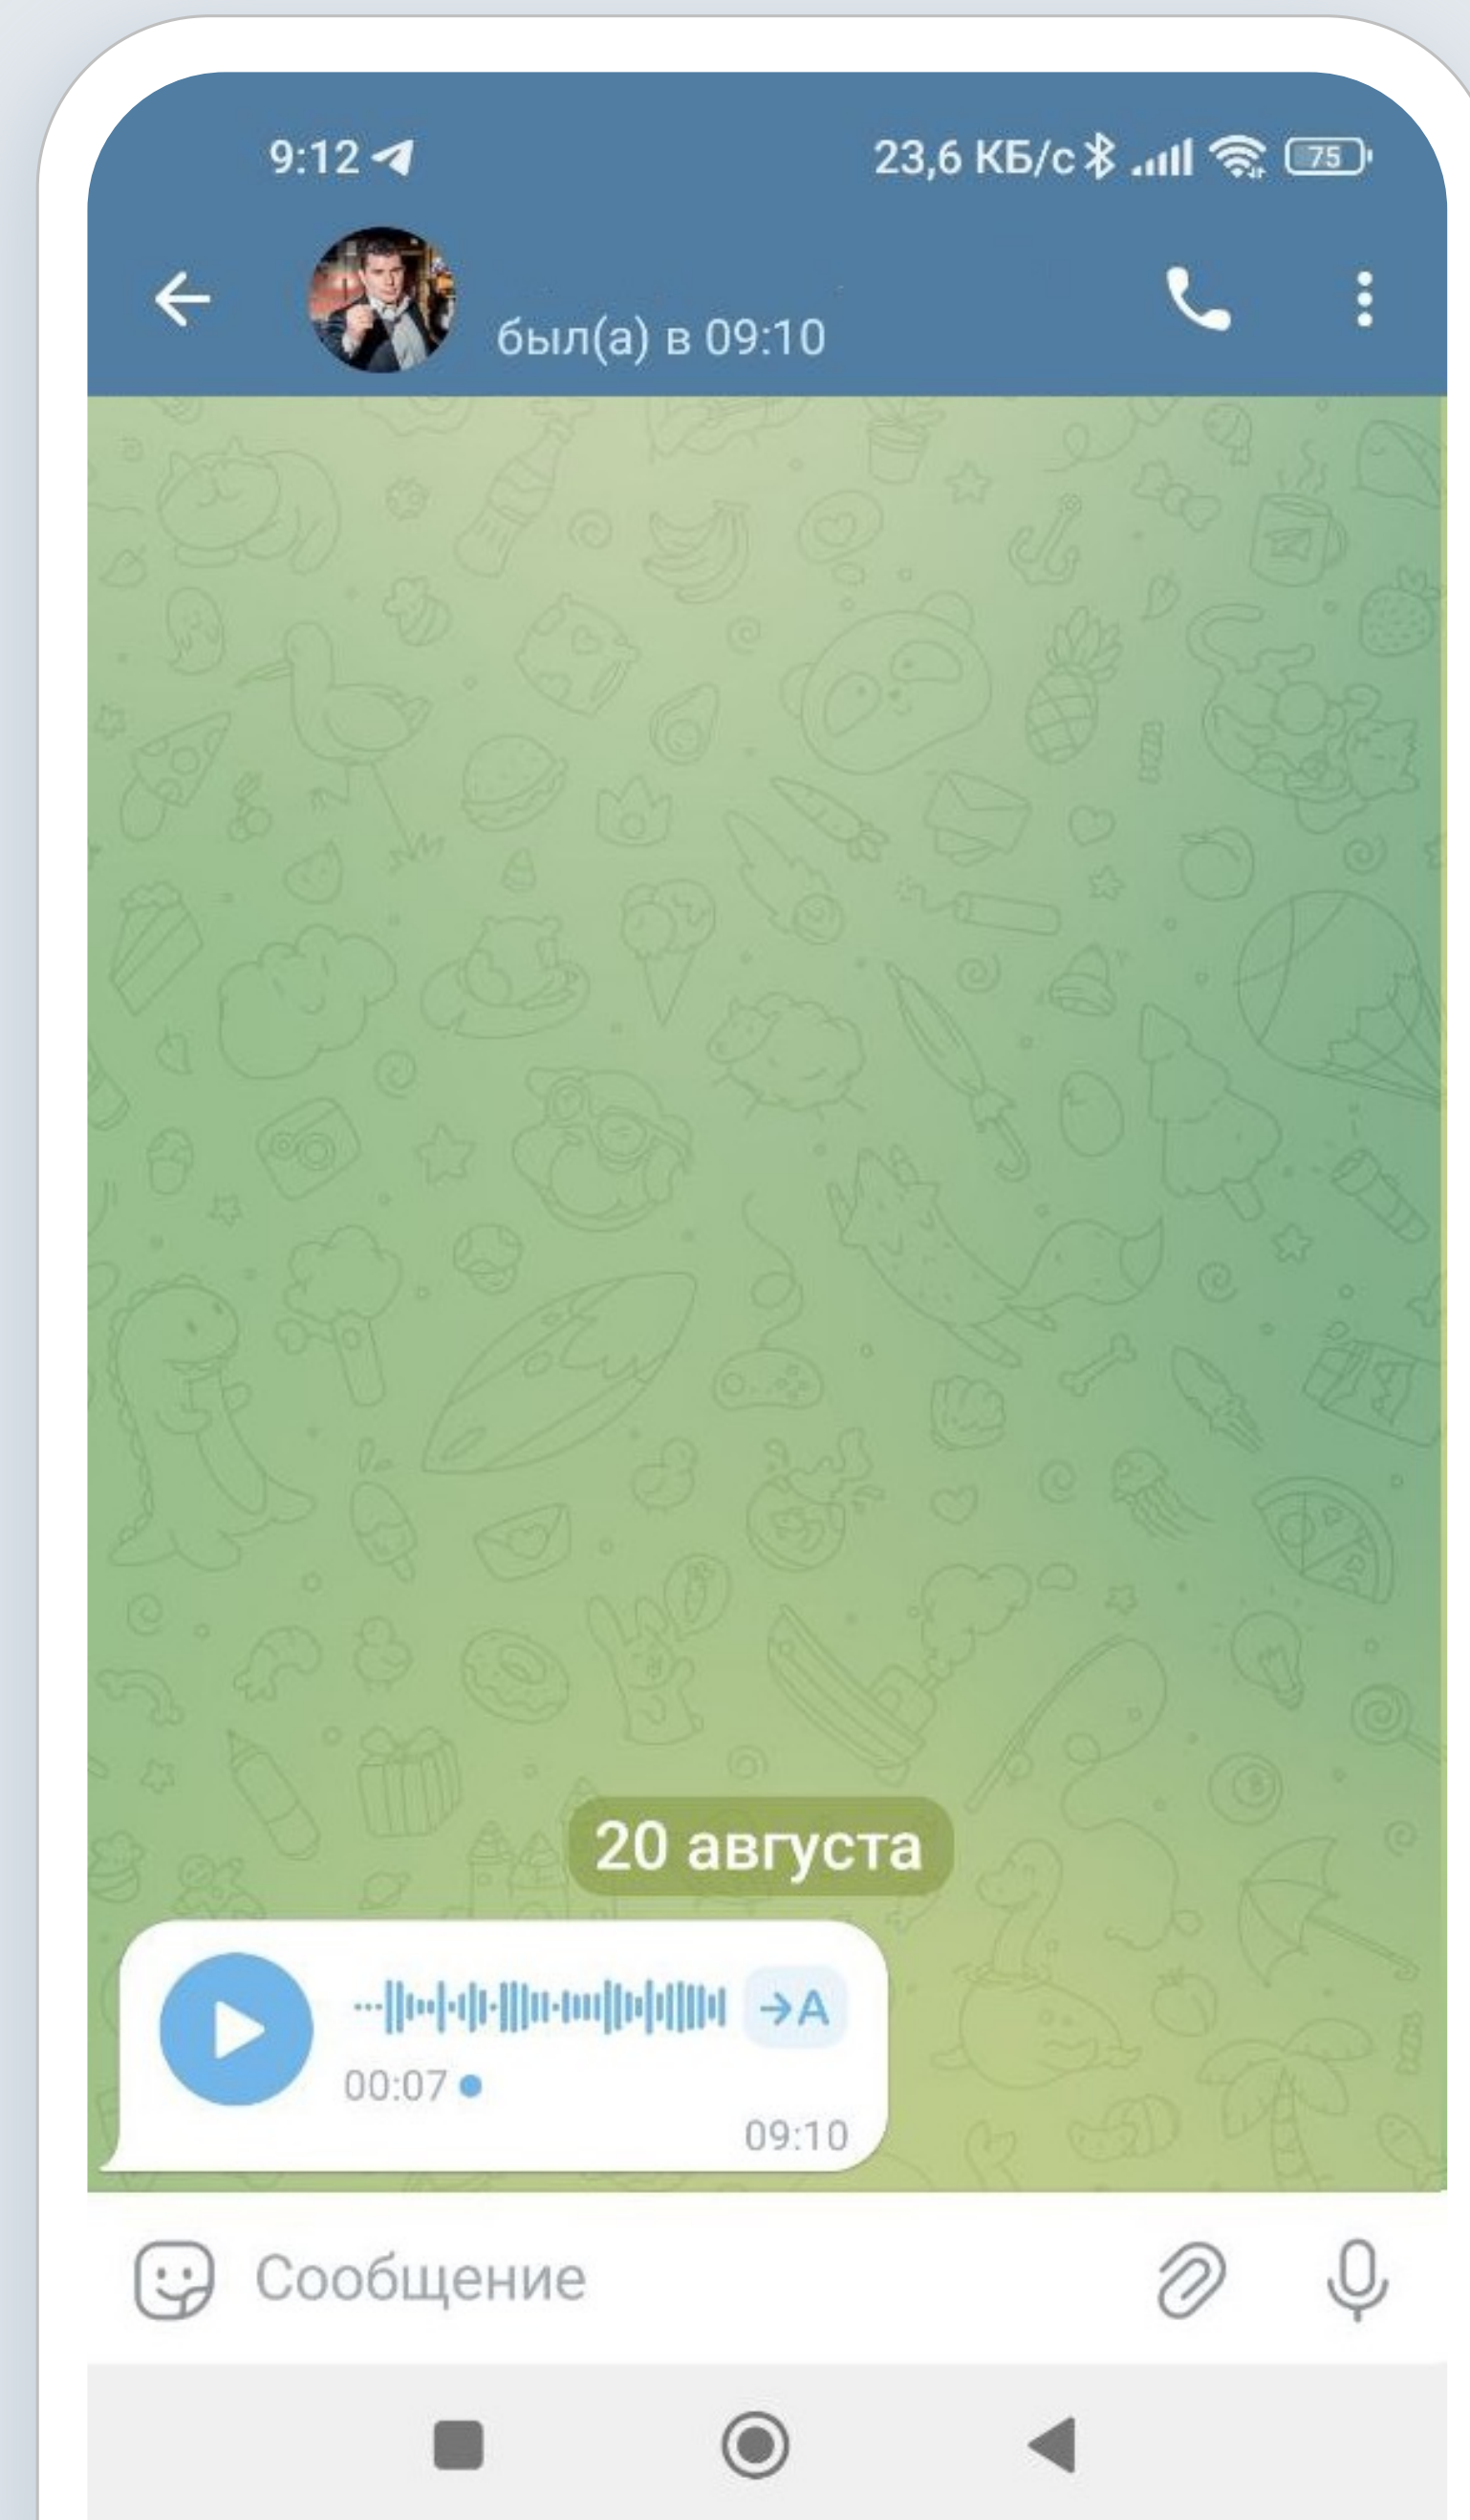 9:12 23,6 КБ/с 75
был(а) в 09:10
20 августа
→A
00:07
09:10
Сообщение